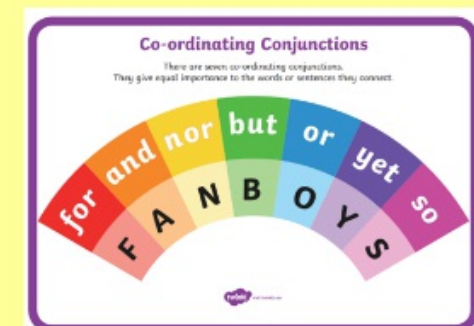 Co-ordinating Conjunctions
There are seven co-ordinating conjunctions.
They give equal importance to the words or sentences they connect.
for and nor but or yet so
F A N B O Y S
twinkl